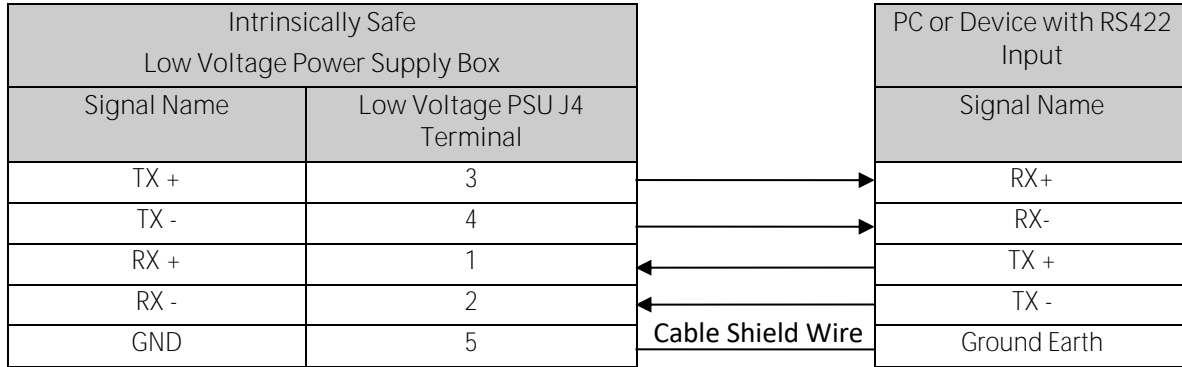 Intrinsically Safe
Low Voltage Power Supply Box
PC or Device with RS422
Input
Signal Name
Low Voltage PSU J4
Terminal
Signal Name
TX + 3 RX+
TX - 4 RX-
RX + 1 TX +
RX - 2 TX -
GND 5 Cable Shield Wire Ground Earth